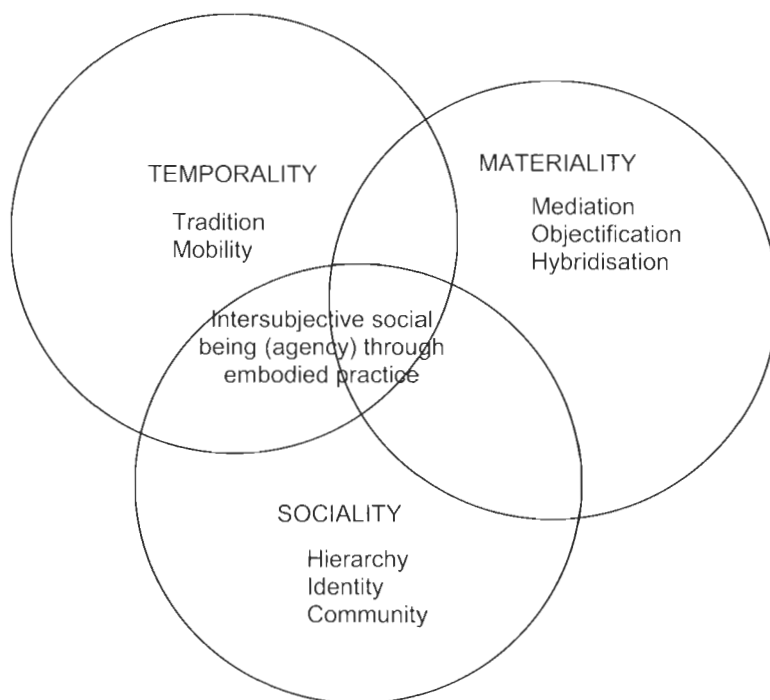 TEMPORALITY
Tradition
Mobility
MATERIALITY
Mediation
Objectification
Hybridisation
Intersubjective social
being (agency) through
embodied practice
SOCIALITY
Hierarchy
Identity
Community